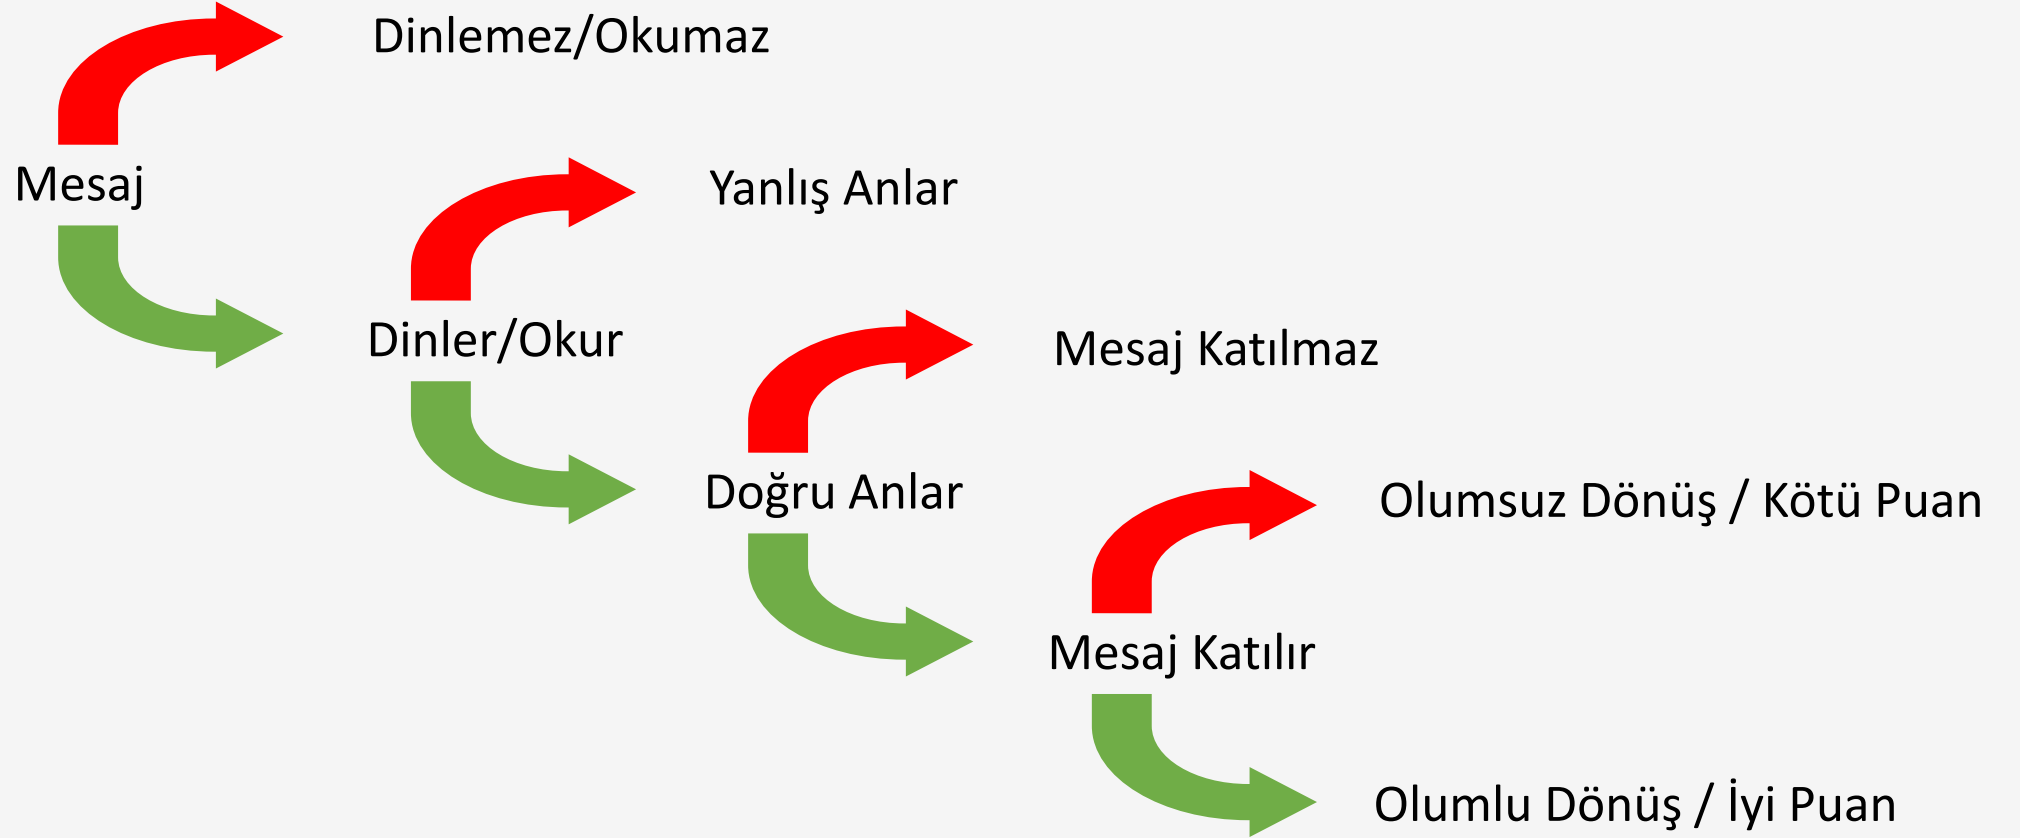 Dinlemez/Okumaz
Mesaj
Yanlış Anlar
Dinler/Okur
Mesaj Katılmaz
Doğru Anlar
Olumsuz Dönüş / Kötü Puan
Mesaj Katılır
Olumlu Dönüş / İyi Puan